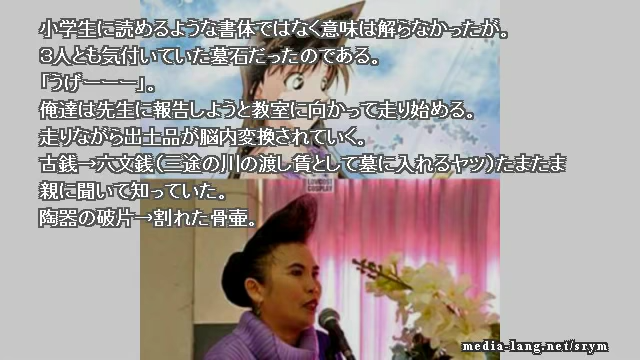 小学生に読めるような書体ではなく意味は解らなかったが。
３人とも気付いていた墓石だったのである。
「うげーーー」。
俺達は先生に報告しようと教室に向かって走り始める。
走りながら出土品が脳内変換されていく。
古銭→六文銭（三途の川の渡し賃として墓に入れるヤツ）たまたま
親に聞いて知っていた。
LOWCOST
COSPLAY
陶器の破片→割れた骨壷。
media-lang.net/srym